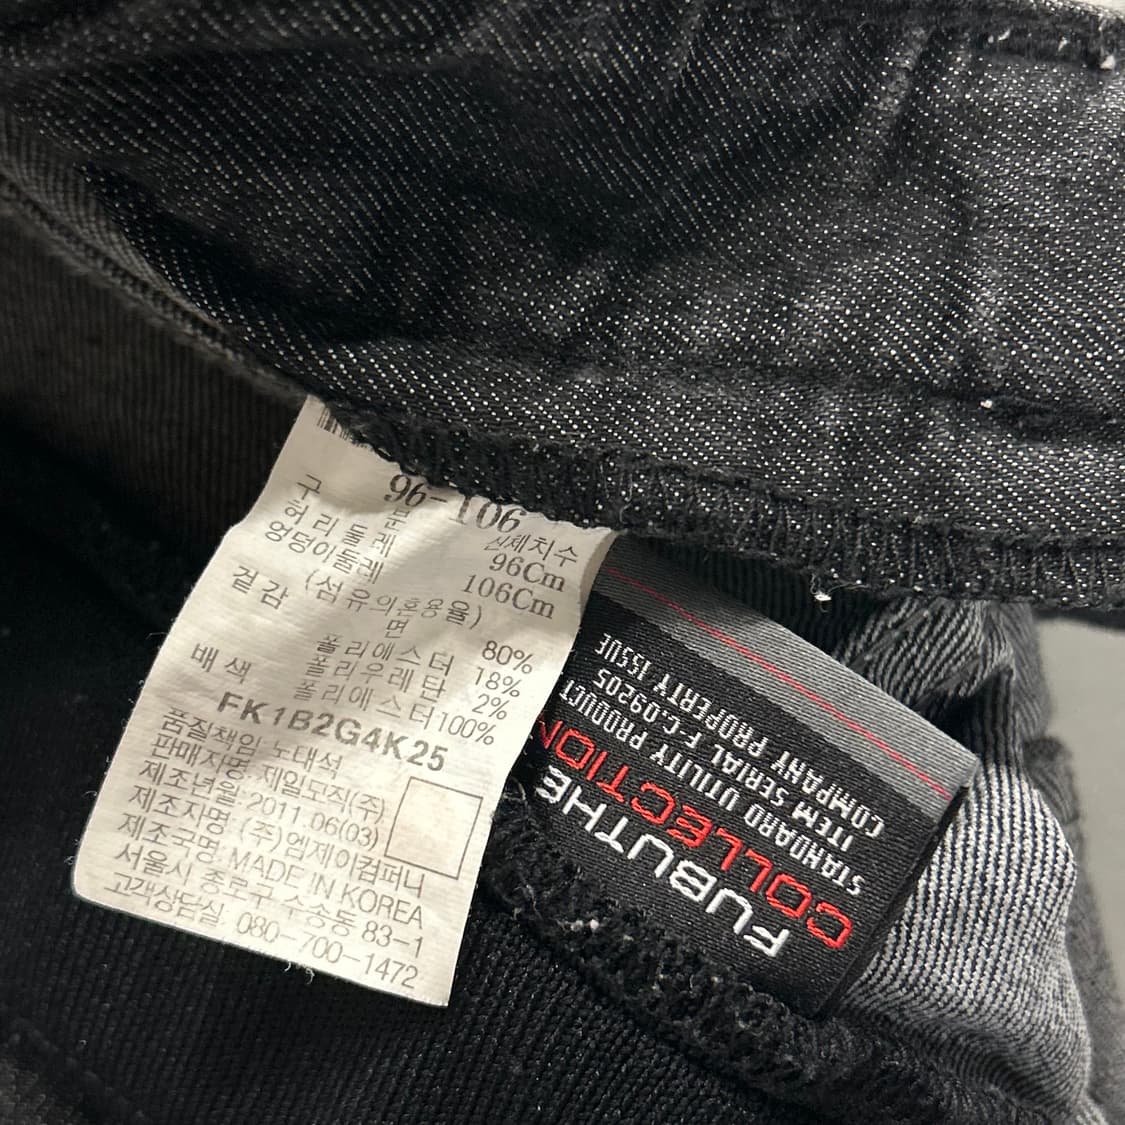 96-106
구 분 신체치수
허리둘레 96Cm
엉덩이둘레 106Cm
(섬유의혼용율)
겉감 면 80%
폴리에스터 18%
폴리우레탄 2%
배색 폴리에스터100%
FK1B2G4K25
품질책임 노태석
판매자명: 제일모직(주)
제조년월: 2011.06(03)
제조자명: (주)엠제이컴퍼니
제조국명: MADE IN KOREA
서울시 종로구 수송동 83-1
고객상담실: 080-700-1472
FUBUTHE
COLLECTION
STANDARD UTILITY PRODUCT
ITEM SERIAL F-C.09205
COMPANY PROPERTY ISSUE